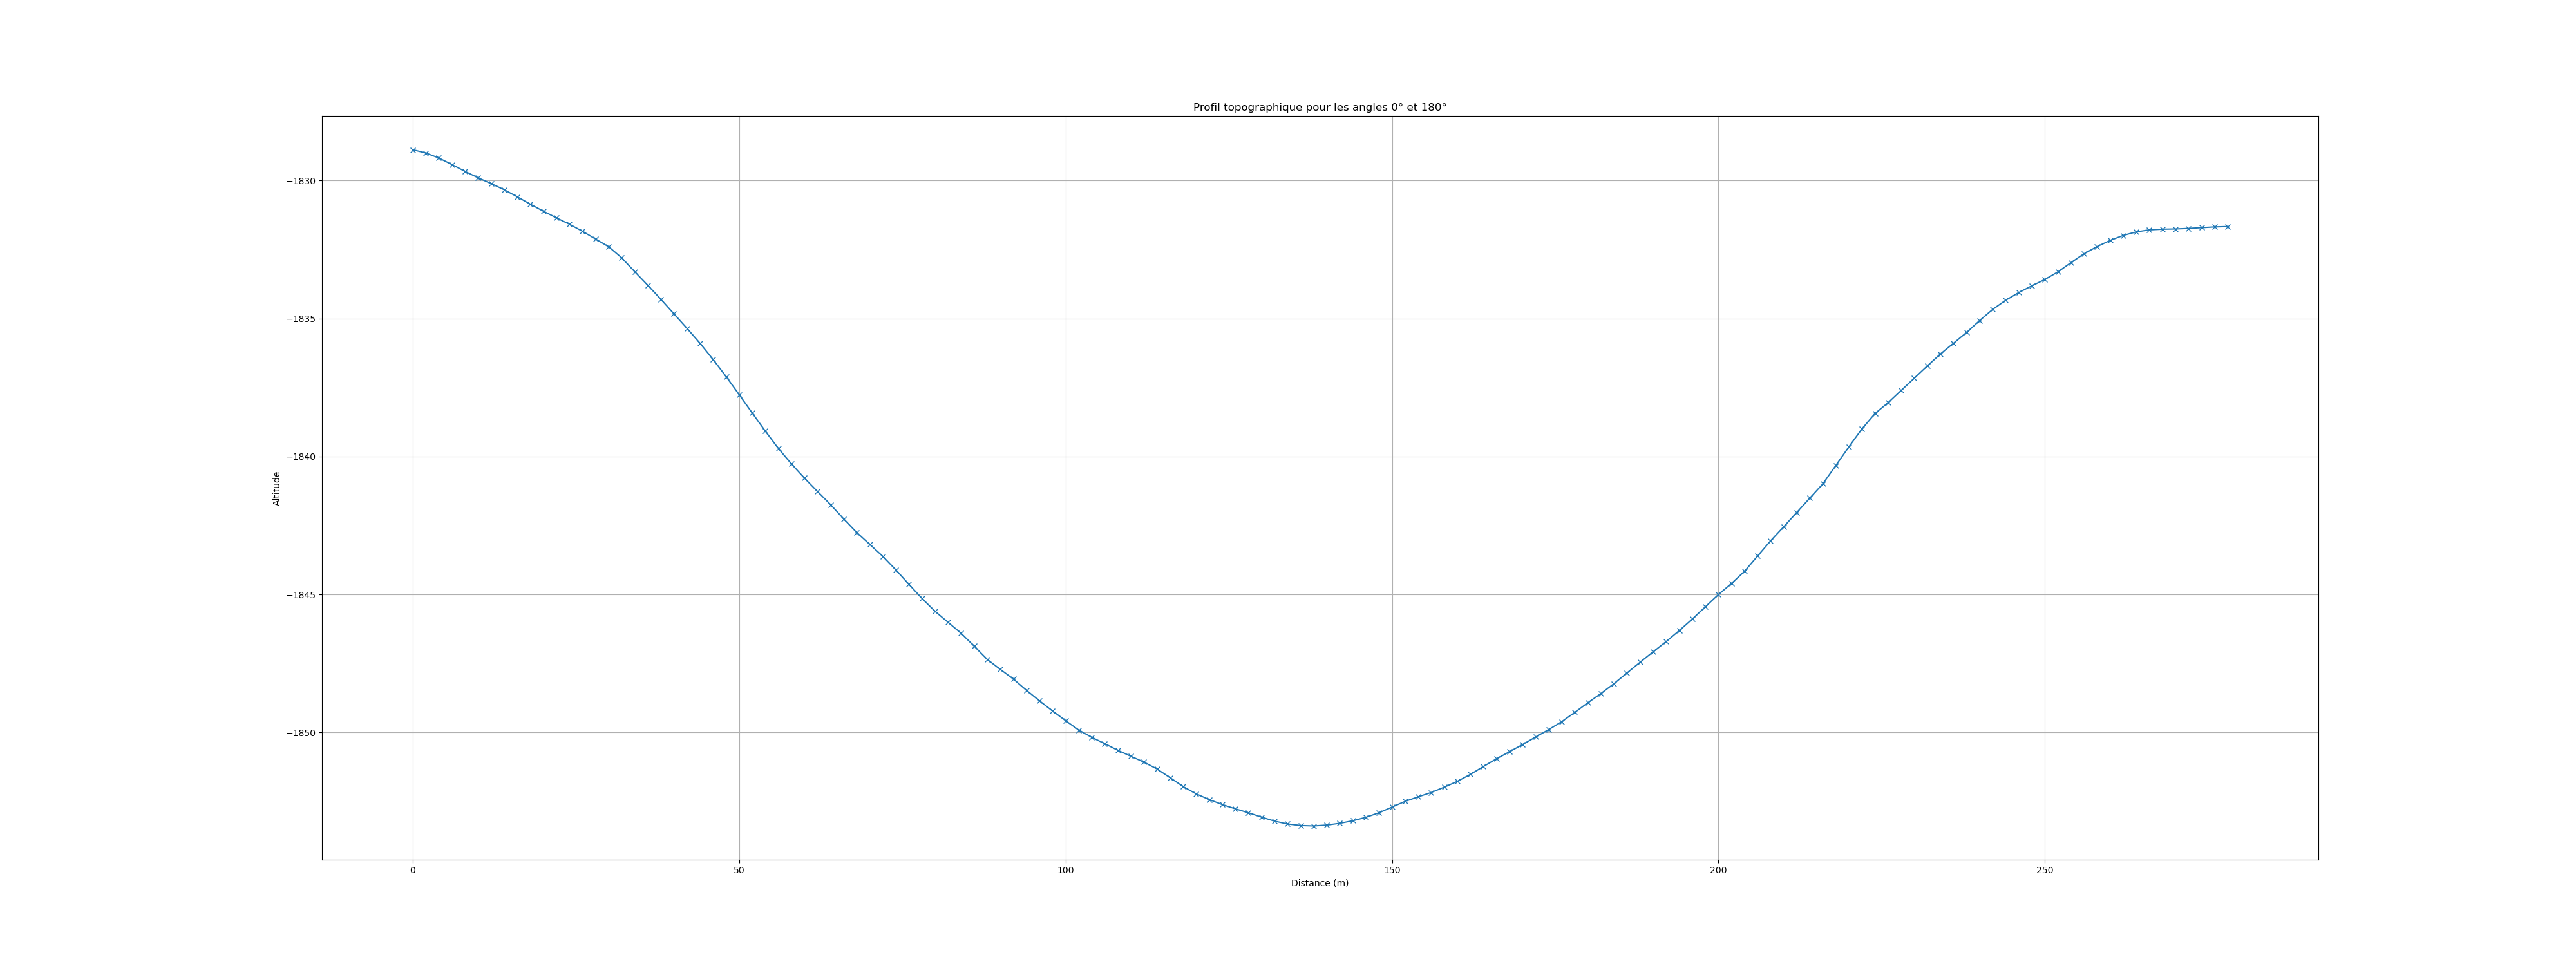 Profil topographique pour les angles 0° et 180°
−1830
−1835
−1840
−1845
−1850
Altitude
0 50 100 150 200 250
Distance (m)